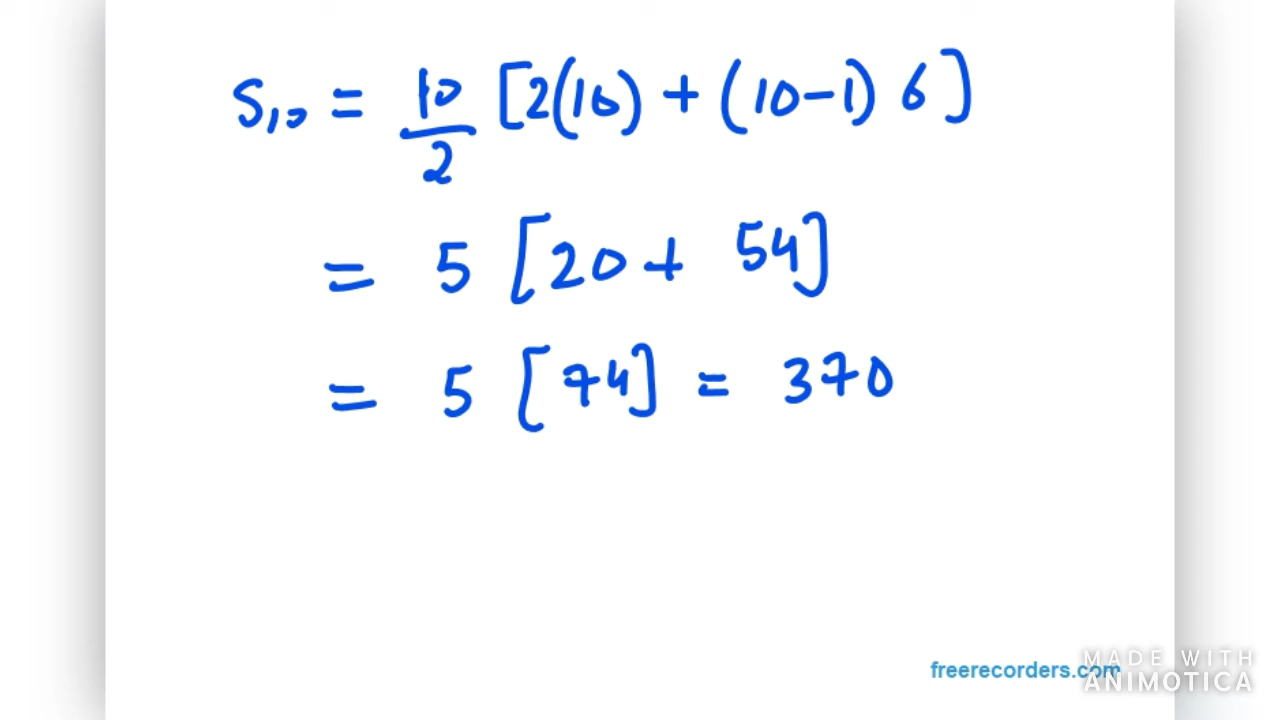 S₁₀ = 10/2 [2(10) + (10-1) 6]
= 5 [20 + 54]
= 5 [74] = 370
freerecorders.com
MADE WITH
ANIMOTICA